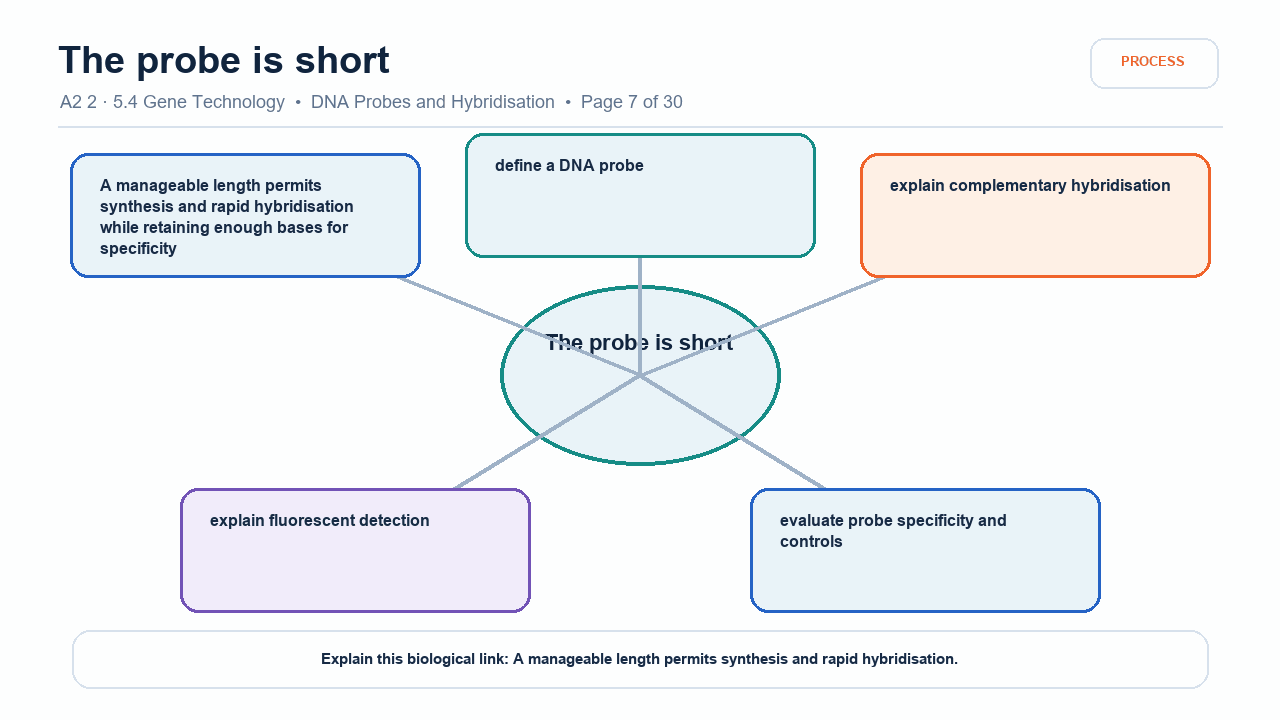 The probe is short
PROCESS
A2 2 · 5.4 Gene Technology • DNA Probes and Hybridisation • Page 7 of 30
A manageable length permits
synthesis and rapid hybridisation
while retaining enough bases for
specificity
define a DNA probe
explain complementary hybridisation
The probe is short
explain fluorescent detection
evaluate probe specificity and
controls
Explain this biological link: A manageable length permits synthesis and rapid hybridisation.